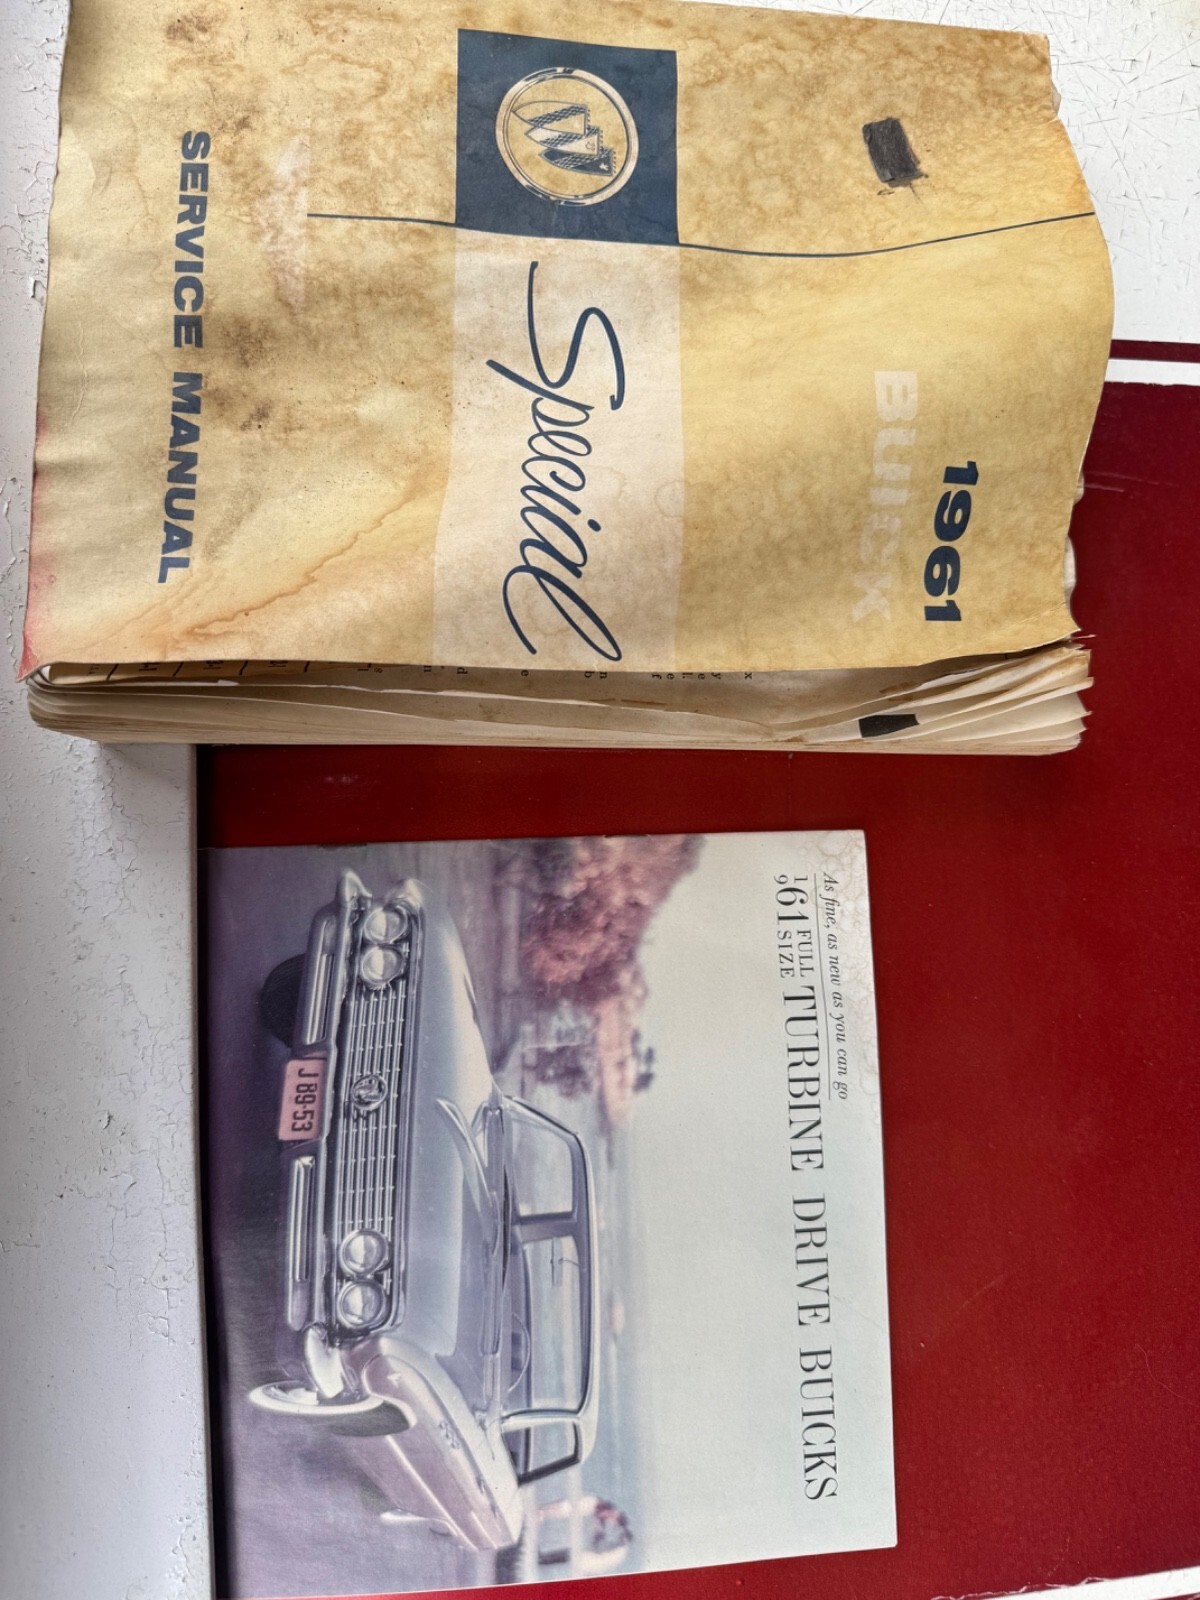 1961
BUICK
Special
SERVICE MANUAL
As fine, as new as you can go
1961 FULL SIZE TURBINE DRIVE BUICKS
J 89-53